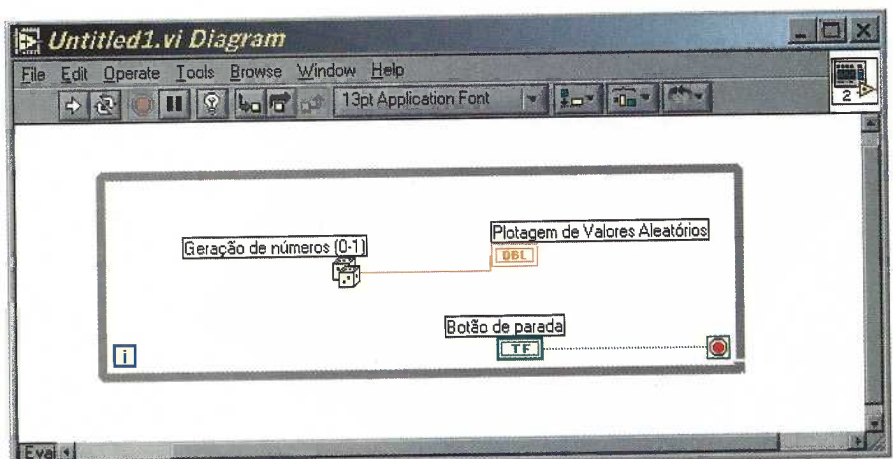 Untitled1.vi Diagram
File Edit Operate Tools Browse Window Help
13pt Application Font
2
Geração de números (0-1)
Plotagem de Valores Aleatórios
DBL
Botão de parada
TF
i
Eval